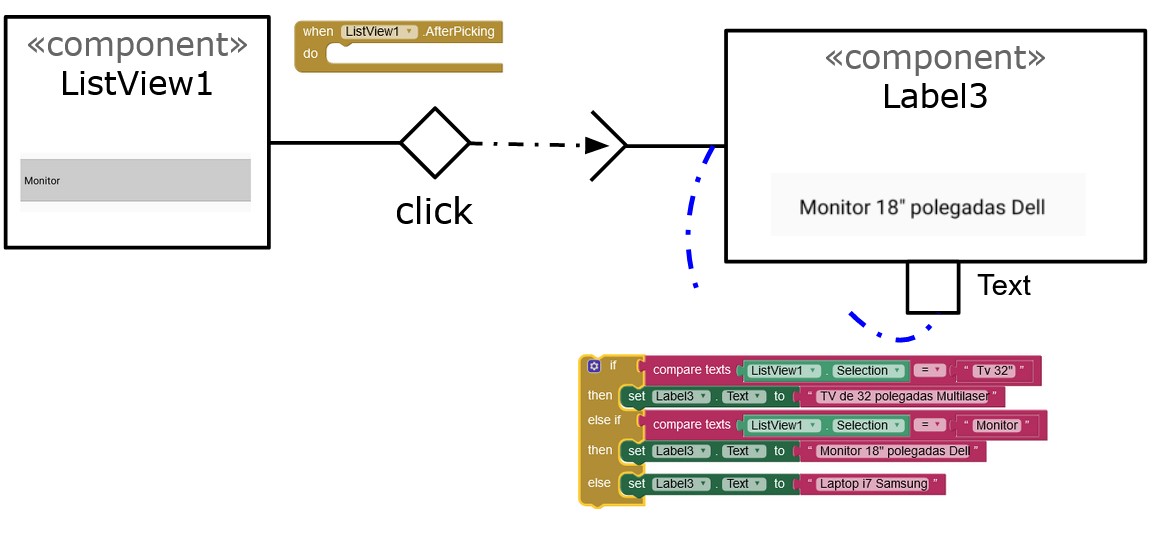 «component»
ListView1
Monitor
when ListView1 .AfterPicking
do
click
«component»
Label3
Monitor 18" polegadas Dell
Text
if compare texts ListView1 . Selection = " Tv 32" "
then set Label3 . Text to " TV de 32 polegadas Multilaser "
else if compare texts ListView1 . Selection = " Monitor "
then set Label3 . Text to " Monitor 18" polegadas Dell "
else set Label3 . Text to " Laptop i7 Samsung "